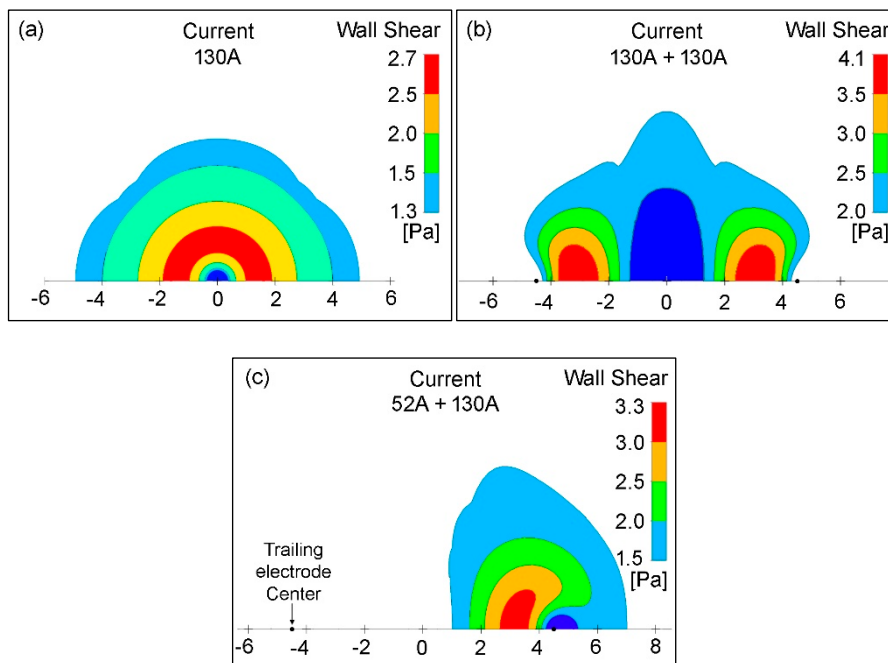 (a)
Current
130A
Wall Shear
2.7
2.5
2.0
1.5
1.3
[Pa]
-6 -4 -2 0 2 4 6
(b)
Current
130A + 130A
Wall Shear
4.1
3.5
3.0
2.5
2.0
[Pa]
-6 -4 -2 0 2 4 6
(c)
Current
52A + 130A
Wall Shear
3.3
3.0
2.5
2.0
1.5
[Pa]
Trailing
electrode
Center
-6 -4 -2 0 2 4 6 8